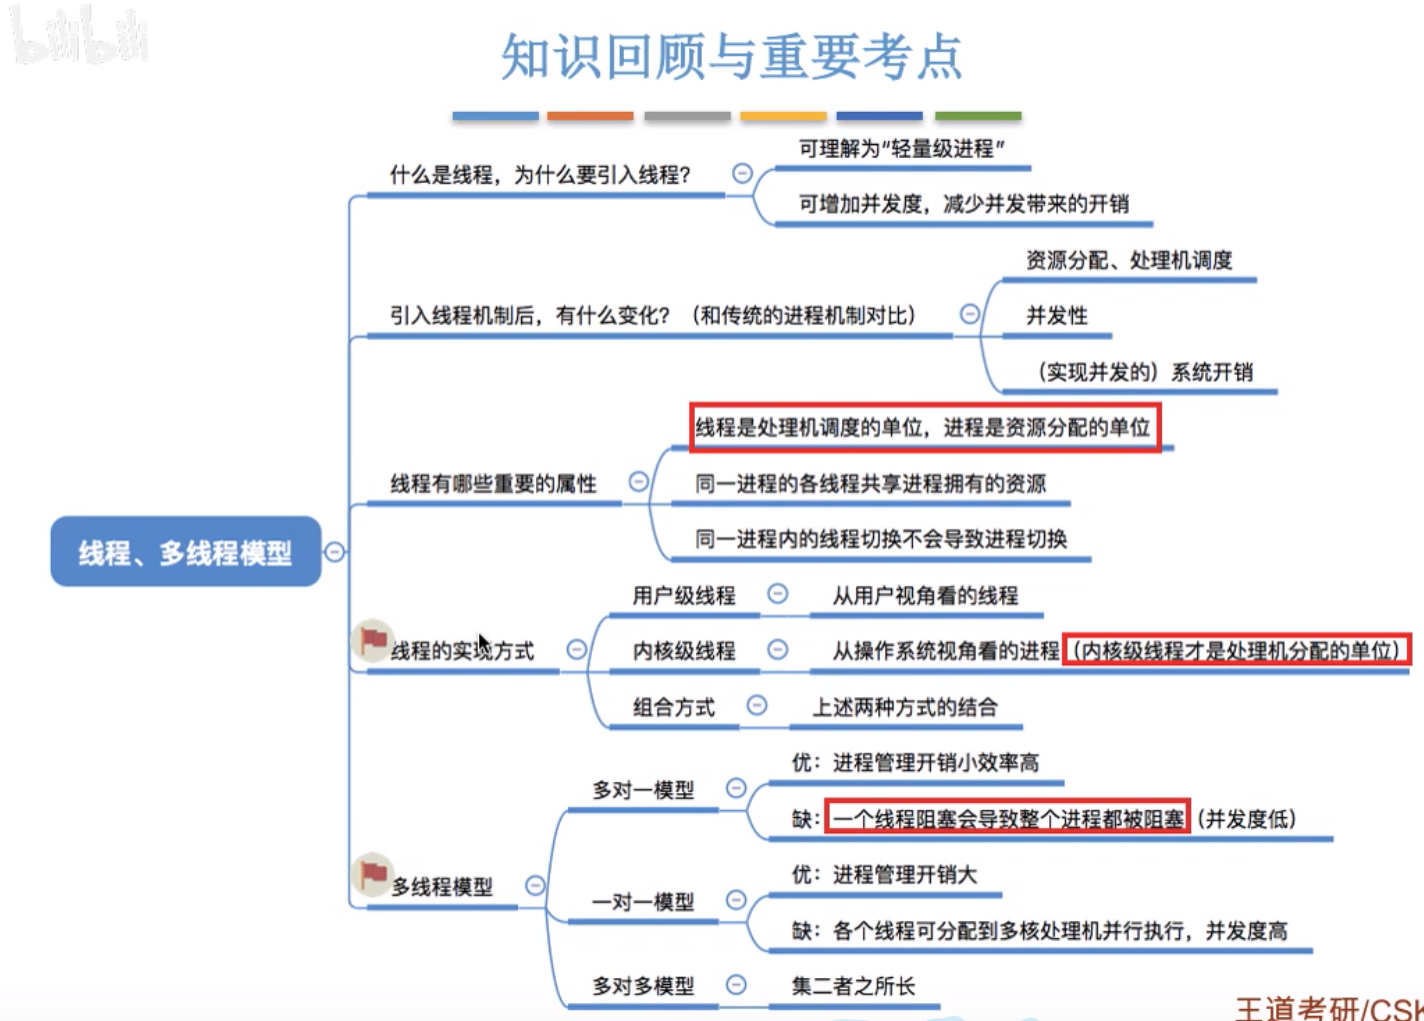 bilibili
知识回顾与重要考点
什么是线程，为什么要引入线程？
可理解为“轻量级进程”
可增加并发度，减少并发带来的开销
引入线程机制后，有什么变化？（和传统的进程机制对比）
资源分配、处理机调度
并发性
（实现并发的）系统开销
线程、多线程模型
线程有哪些重要的属性
线程是处理机调度的单位，进程是资源分配的单位
同一进程的各线程共享进程拥有的资源
同一进程内的线程切换不会导致进程切换
线程的实现方式
用户级线程
从用户视角看的线程
内核级线程
从操作系统视角看的进程（内核级线程才是处理机分配的单位）
组合方式
上述两种方式的结合
多线程模型
多对一模型
优：进程管理开销小效率高
缺：一个线程阻塞会导致整个进程都被阻塞（并发度低）
一对一模型
优：进程管理开销大
缺：各个线程可分配到多核处理机并行执行，并发度高
多对多模型
集二者之所长
王道考研/CSK